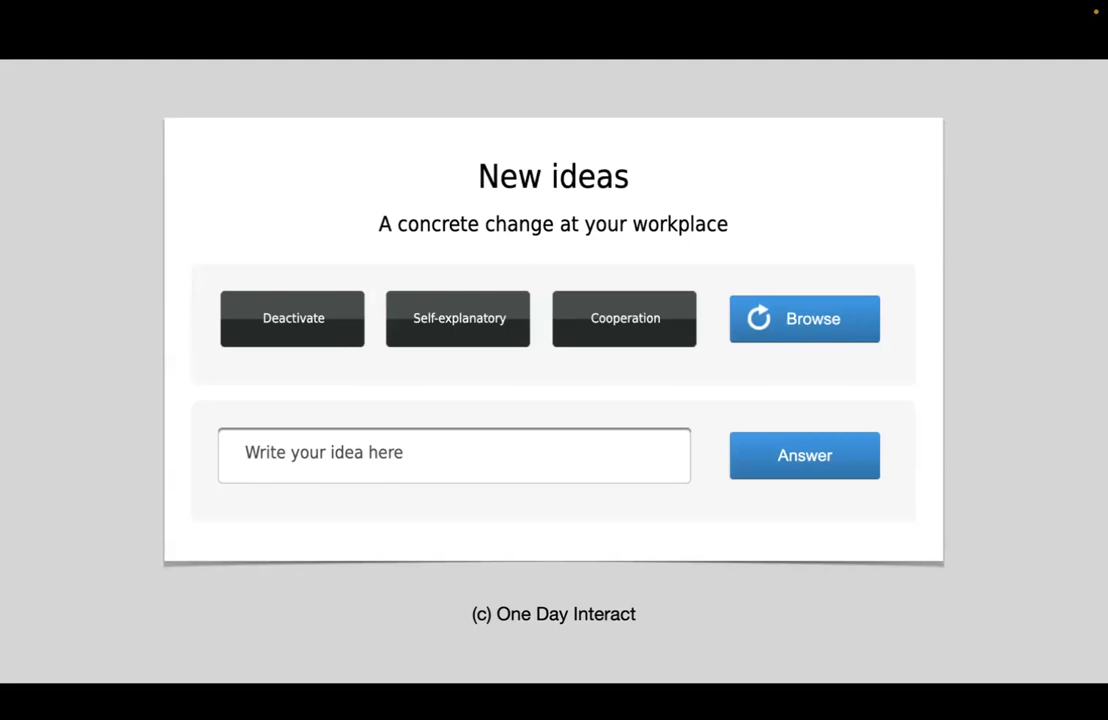 New ideas
A concrete change at your workplace
Deactivate Self-explanatory Cooperation Browse
Write your idea here Answer
(c) One Day Interact